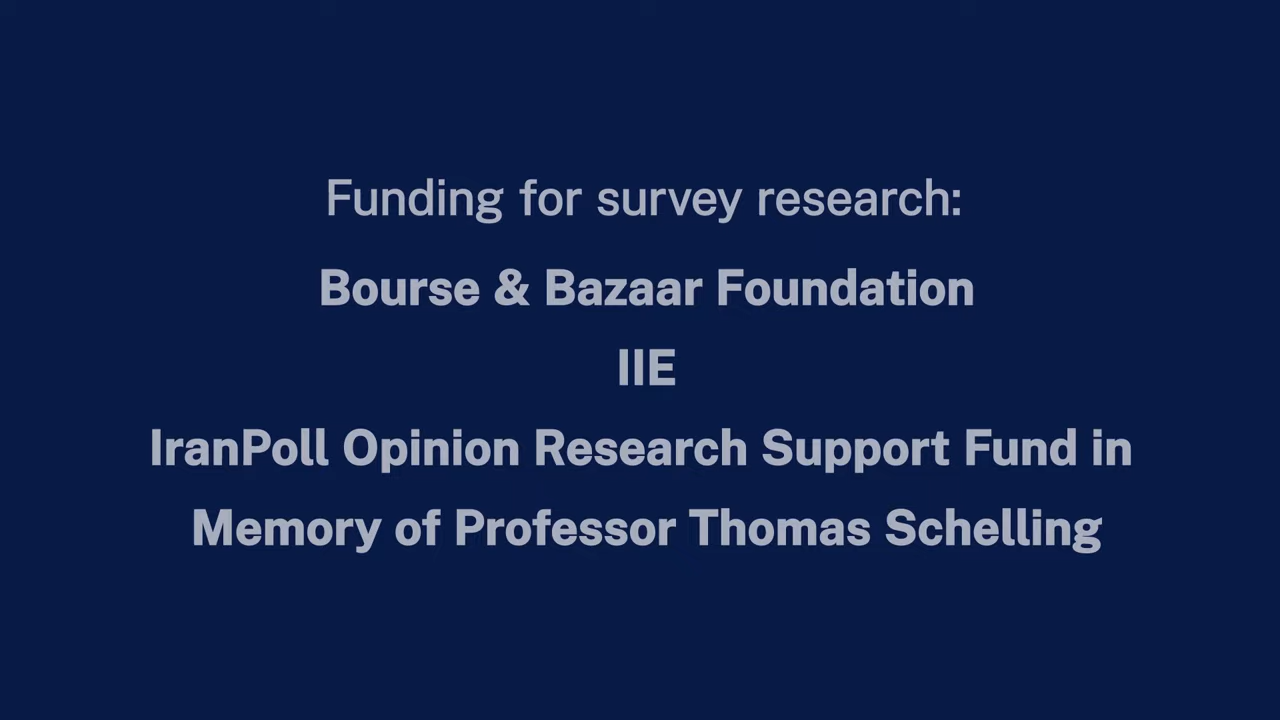 Funding for survey research:
Bourse & Bazaar Foundation
IIE
IranPoll Opinion Research Support Fund in
Memory of Professor Thomas Schelling